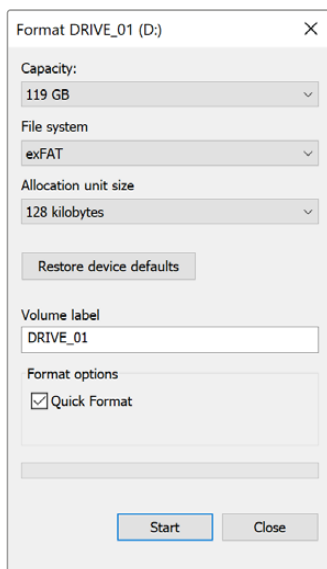 Format DRIVE_01 (D:)
Capacity:
119 GB
File system
exFAT
Allocation unit size
128 kilobytes
Restore device defaults
Volume label
DRIVE_01
Format options
Quick Format
Start
Close